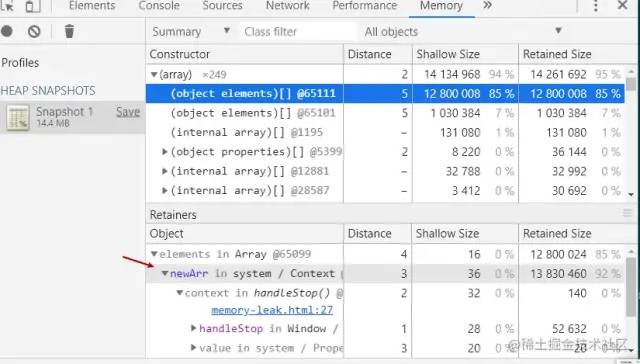 Elements Console Sources Network Performance Memory
Summary Class filter All objects
Profiles
HEAP SNAPSHOTS
Snapshot 1 Save
14.4 MB
Constructor Distance Shallow Size Retained Size
(array) ×249 2 14 134 968 94 % 14 261 692 95 %
(object elements)[] @65111 5 12 800 008 85 % 12 800 008 85 %
(object elements)[] @65101 5 1 030 384 7 % 1 030 384 7 %
(internal array)[] @1195 – 131 080 1 % 131 080 1 %
(object properties)[] @5399 2 8 220 0 % 36 144 0 %
(internal array)[] @12881 – 32 788 0 % 32 992 0 %
(internal array)[] @28587 – 3 412 0 % 30 692 0 %
Retainers
Object Distance Shallow Size Retained Size
elements in Array @65099 4 16 0 % 12 800 024 85 %
newArr in system / Context 3 36 0 % 13 830 460 92 %
context in handleStop() @ 2 32 0 % 140 0 %
memory-leak.html:27
handleStop in Window / 1 28 0 % 52 632 0 %
value in system / Prope 2 20 0 % 20 0 %
@稀土掘金技术社区